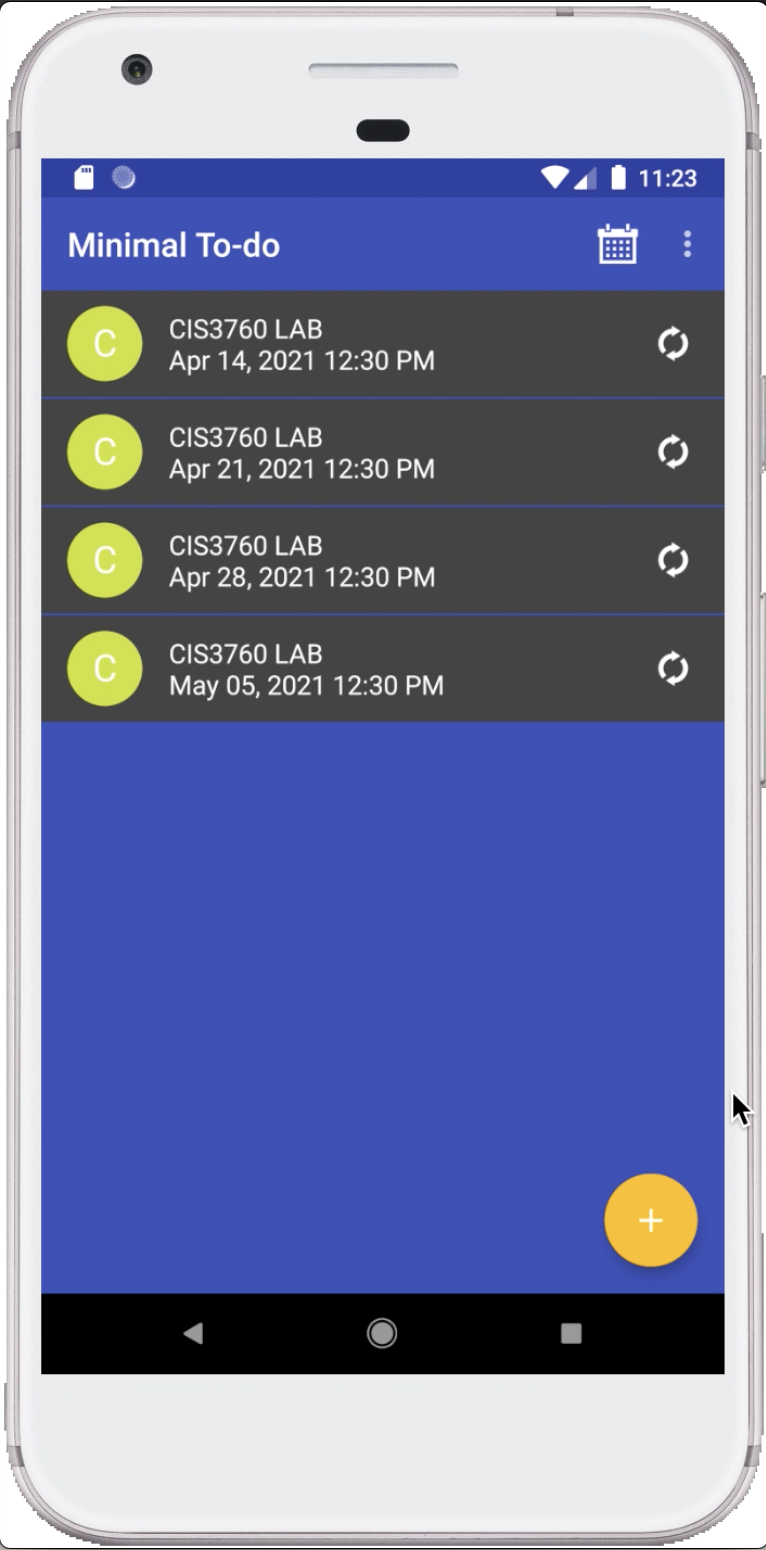 11:23
Minimal To-do
C
CIS3760 LAB
Apr 14, 2021 12:30 PM
C
CIS3760 LAB
Apr 21, 2021 12:30 PM
C
CIS3760 LAB
Apr 28, 2021 12:30 PM
C
CIS3760 LAB
May 05, 2021 12:30 PM
+